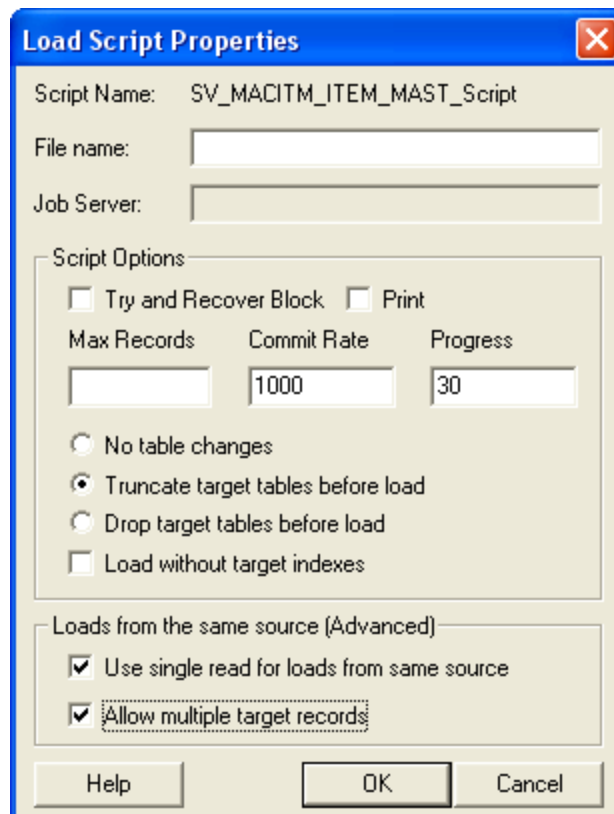 Load Script Properties
Script Name: SV_MACITM_ITEM_MAST_Script
File name:
Job Server:
Script Options
Try and Recover Block Print
Max Records Commit Rate Progress
1000 30
No table changes
Truncate target tables before load
Drop target tables before load
Load without target indexes
Loads from the same source (Advanced)
Use single read for loads from same source
Allow multiple target records
Help OK Cancel